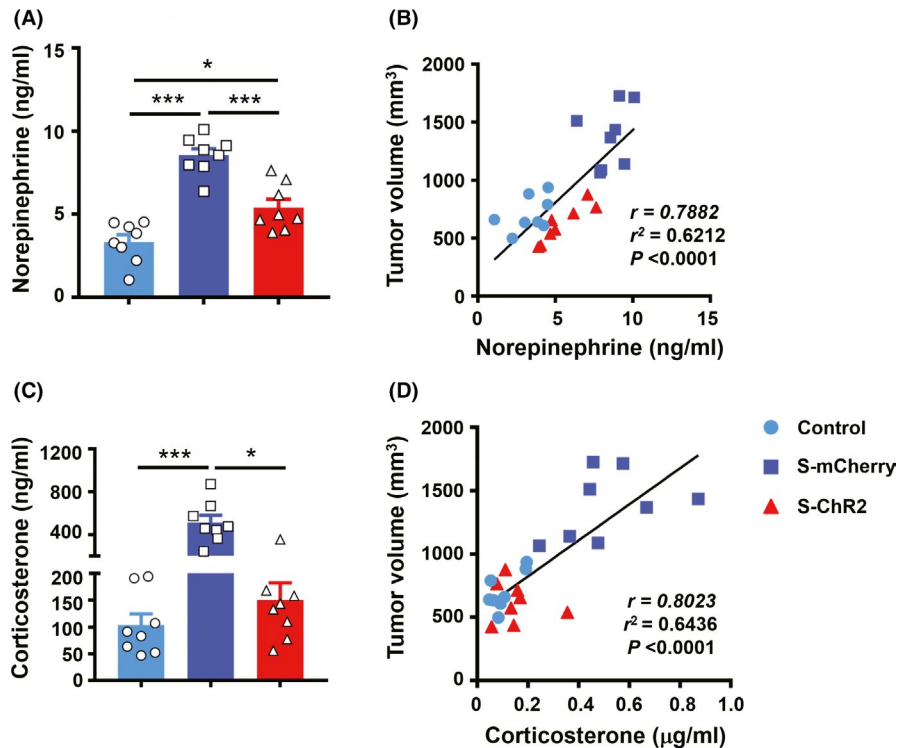 (A)
Norepinephrine (ng/ml)
15
10
5
0
*
*** ***
(B)
Tumor volume (mm3)
2000
1500
1000
500
0
r = 0.7882
r2 = 0.6212
P <0.0001
0 5 10 15
Norepinephrine (ng/ml)
(C)
Corticosterone (ng/ml)
1200
800
400
200
150
100
50
0
*** *
(D)
Tumor volume (mm3)
2000
1500
1000
500
0
r = 0.8023
r2 = 0.6436
P <0.0001
0 0.2 0.4 0.6 0.8 1.0
Corticosterone (μg/ml)
Control
S-mCherry
S-ChR2